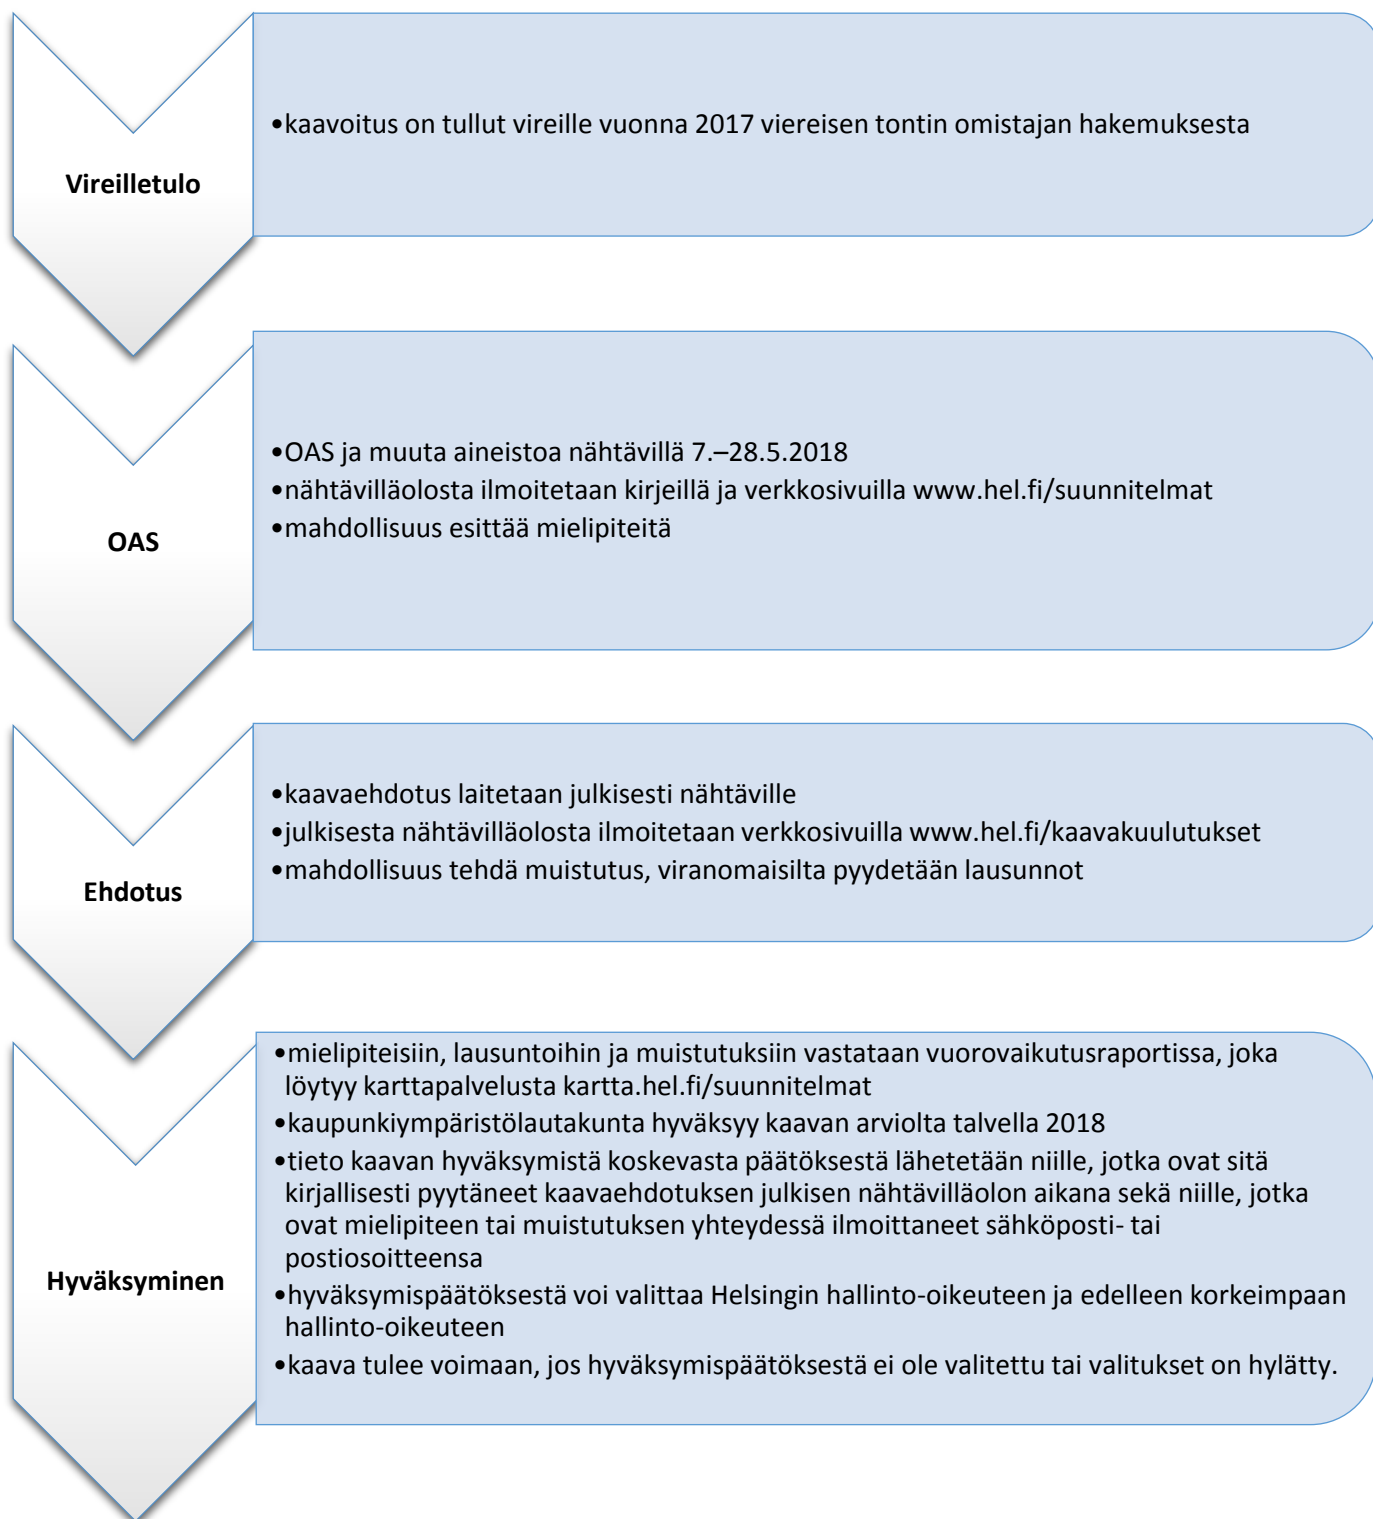 Vireilletulo
•kaavoitus on tullut vireille vuonna 2017 viereisen tontin omistajan hakemuksesta
OAS
•OAS ja muuta aineistoa nähtävillä 7.–28.5.2018
•nähtävilläolosta ilmoitetaan kirjeillä ja verkkosivuilla www.hel.fi/suunnitelmat
•mahdollisuus esittää mielipiteitä
Ehdotus
•kaavaehdotus laitetaan julkisesti nähtäville
•julkisesta nähtävilläolosta ilmoitetaan verkkosivuilla www.hel.fi/kaavakuulutukset
•mahdollisuus tehdä muistutus, viranomaisilta pyydetään lausunnot
Hyväksyminen
•mielipiteisiin, lausuntoihin ja muistutuksiin vastataan vuorovaikutusraportissa, joka
löytyy karttapalvelusta kartta.hel.fi/suunnitelmat
•kaupunkiympäristölautakunta hyväksyy kaavan arviolta talvella 2018
•tieto kaavan hyväksymistä koskevasta päätöksestä lähetetään niille, jotka ovat sitä
kirjallisesti pyytäneet kaavaehdotuksen julkisen nähtävilläolon aikana sekä niille, jotka
ovat mielipiteen tai muistutuksen yhteydessä ilmoittaneet sähköposti- tai
postiosoitteensa
•hyväksymispäätöksestä voi valittaa Helsingin hallinto-oikeuteen ja edelleen korkeimpaan
hallinto-oikeuteen
•kaava tulee voimaan, jos hyväksymispäätöksestä ei ole valitettu tai valitukset on hylätty.